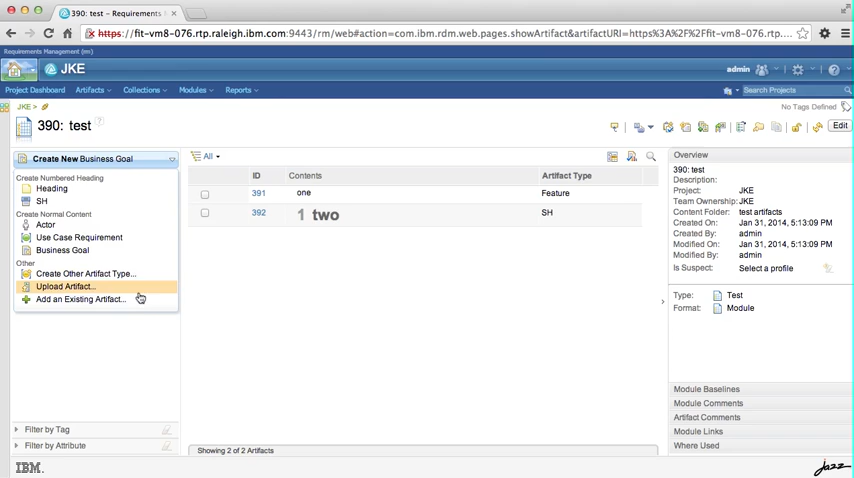 390: test - Requirements M
https://fit-vm8-076.rtp.raleigh.ibm.com:9443/rm/web#action=com.ibm.rdm.web.pages.showArtifact&artifactURI=https%3A%2F%2Ffit-vm8-076.rtp....
Requirements Management (rm)
JKE
admin
Project Dashboard Artifacts Collections Modules Reports
Search Projects
JKE >
No Tags Defined
390: test
Edit
Create New Business Goal
Create Numbered Heading
Heading
SH
Create Normal Content
Actor
Use Case Requirement
Business Goal
Other
Create Other Artifact Type...
Upload Artifact...
Add an Existing Artifact...
Filter by Tag
Filter by Attribute
All
ID Contents Artifact Type
391 one Feature
392 1 two SH
Showing 2 of 2 Artifacts
Overview
390: test
Description:
Project: JKE
Team Ownership: JKE
Content Folder: test artifacts
Created On: Jan 31, 2014, 5:13:09 PM
Created By: admin
Modified On: Jan 31, 2014, 5:13:09 PM
Modified By: admin
Is Suspect: Select a profile
Type: Test
Format: Module
Module Baselines
Module Comments
Artifact Comments
Module Links
Where Used
IBM.
jazz